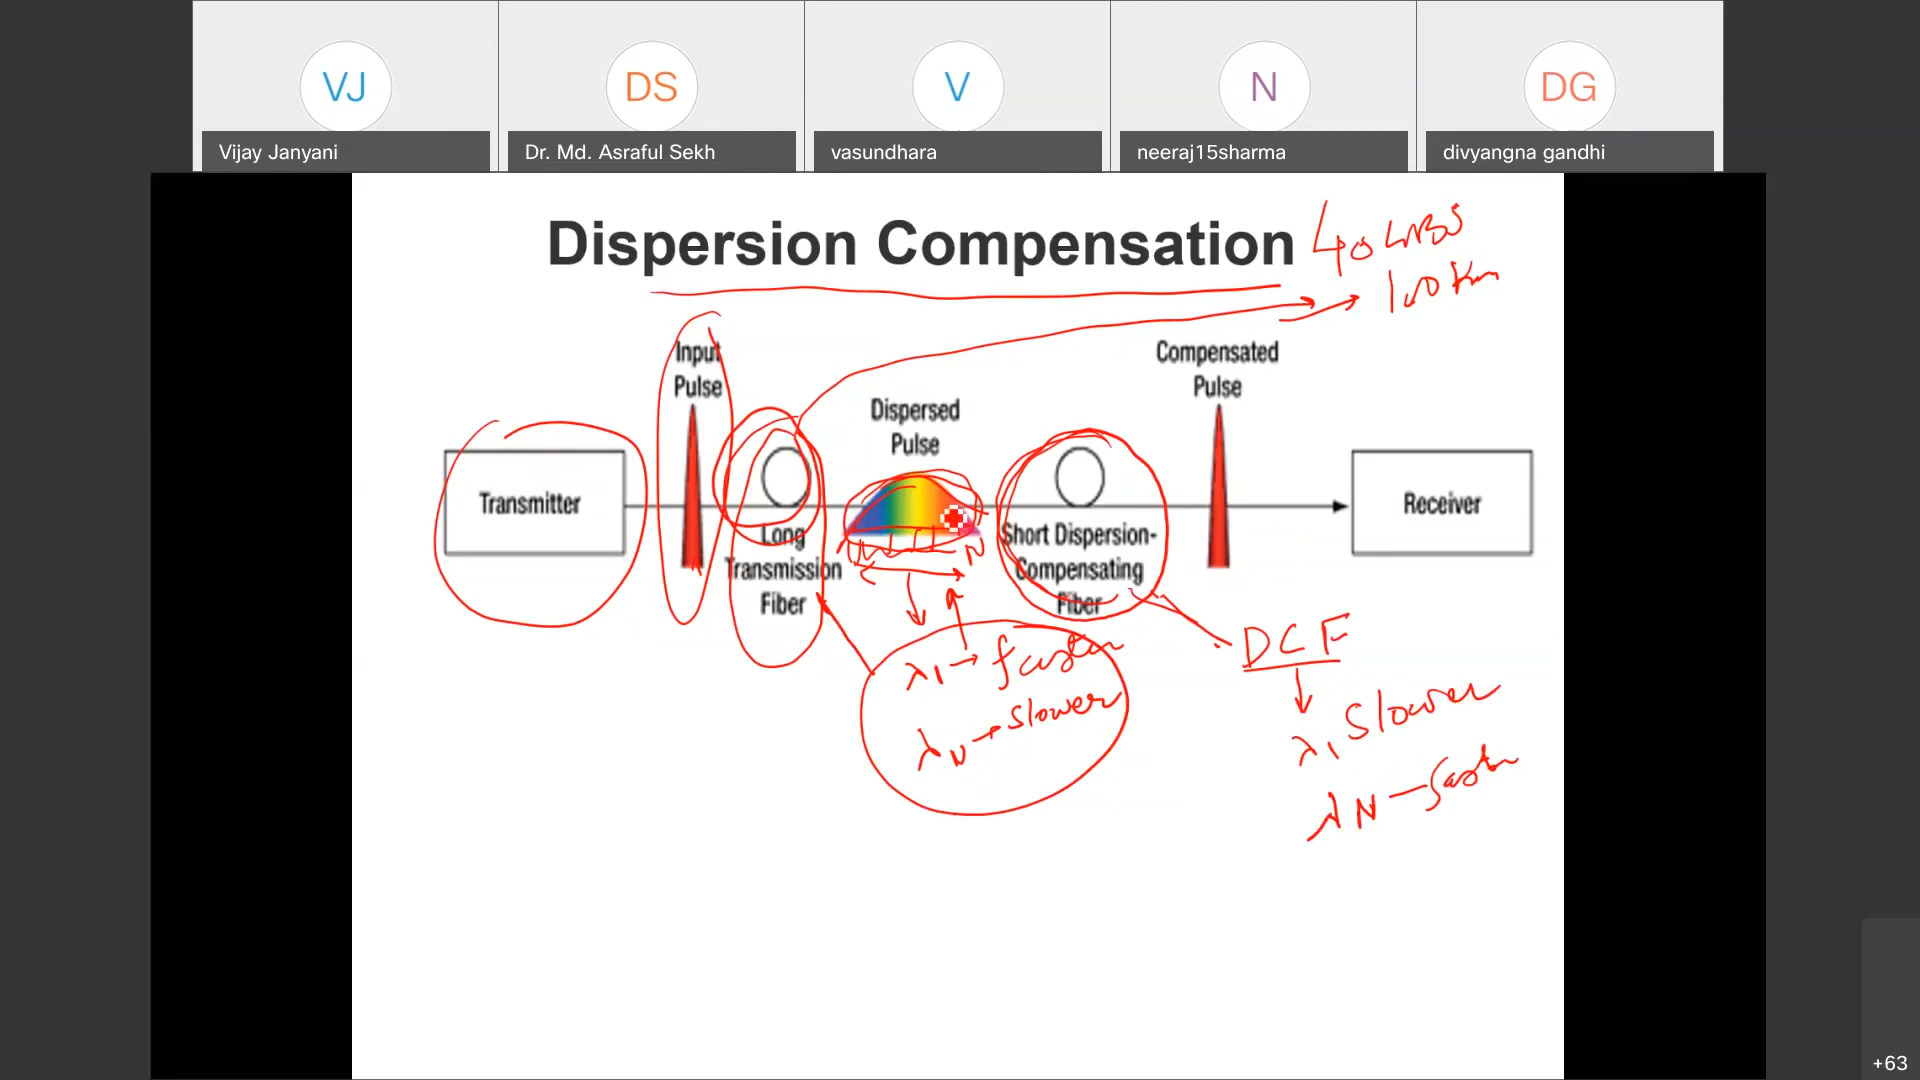 VJ
DS
V
N
DG
Vijay Janyani
Dr. Md. Asraful Sekh
vasundhara
neeraj15sharma
divyangna gandhi
Dispersion Compensation
40
100 Km
Input
Pulse
Compensated
Pulse
Dispersed
Pulse
Transmitter
Receiver
Long
Transmission
Fiber
N
Short Dispersion-
Compensating
Fiber
DCF
λ1 → faster
λN → slower
λ1 Slower
λN — faster
+63